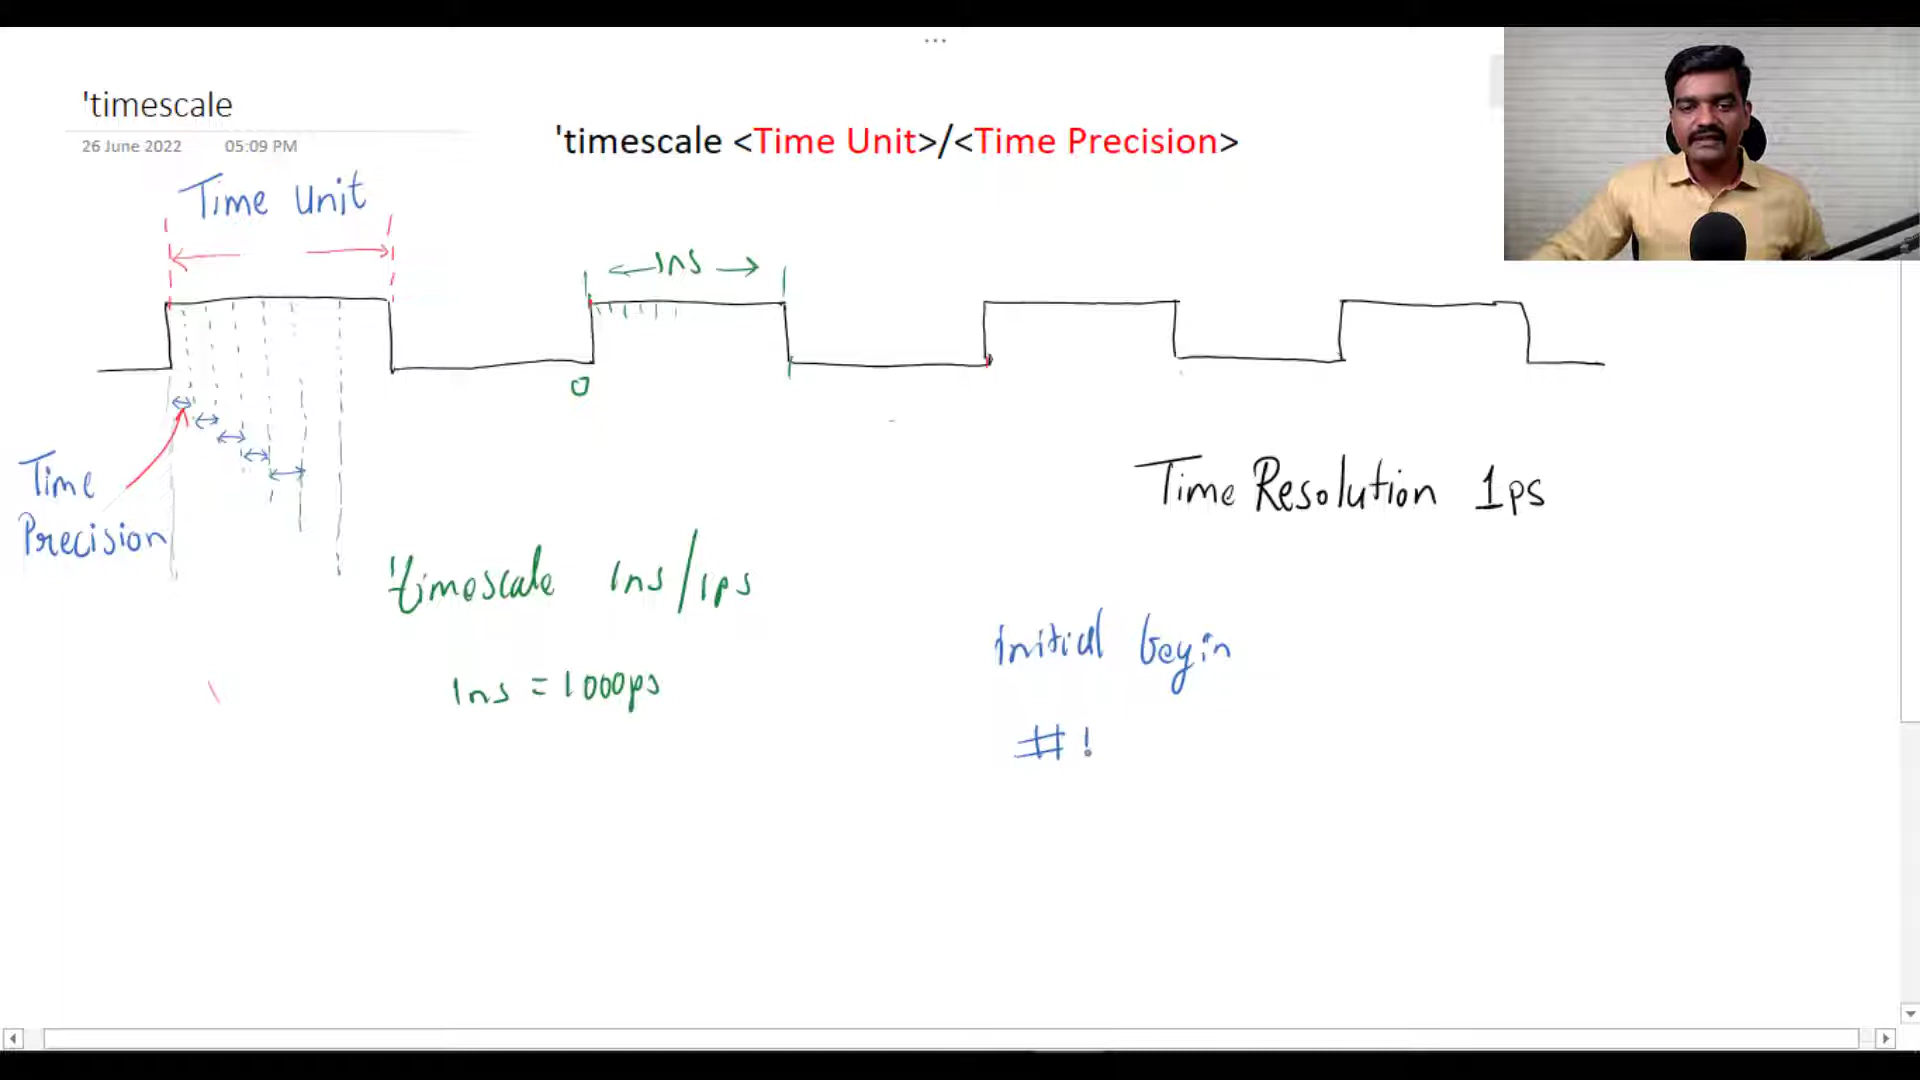 'timescale
26 June 2022 05:09 PM
'timescale <Time Unit>/<Time Precision>
Time Unit
1ns
0
Time
Precision
Time Resolution 1ps
'timescale 1ns/1ps
1ns = 1000ps
initial begin
# 1